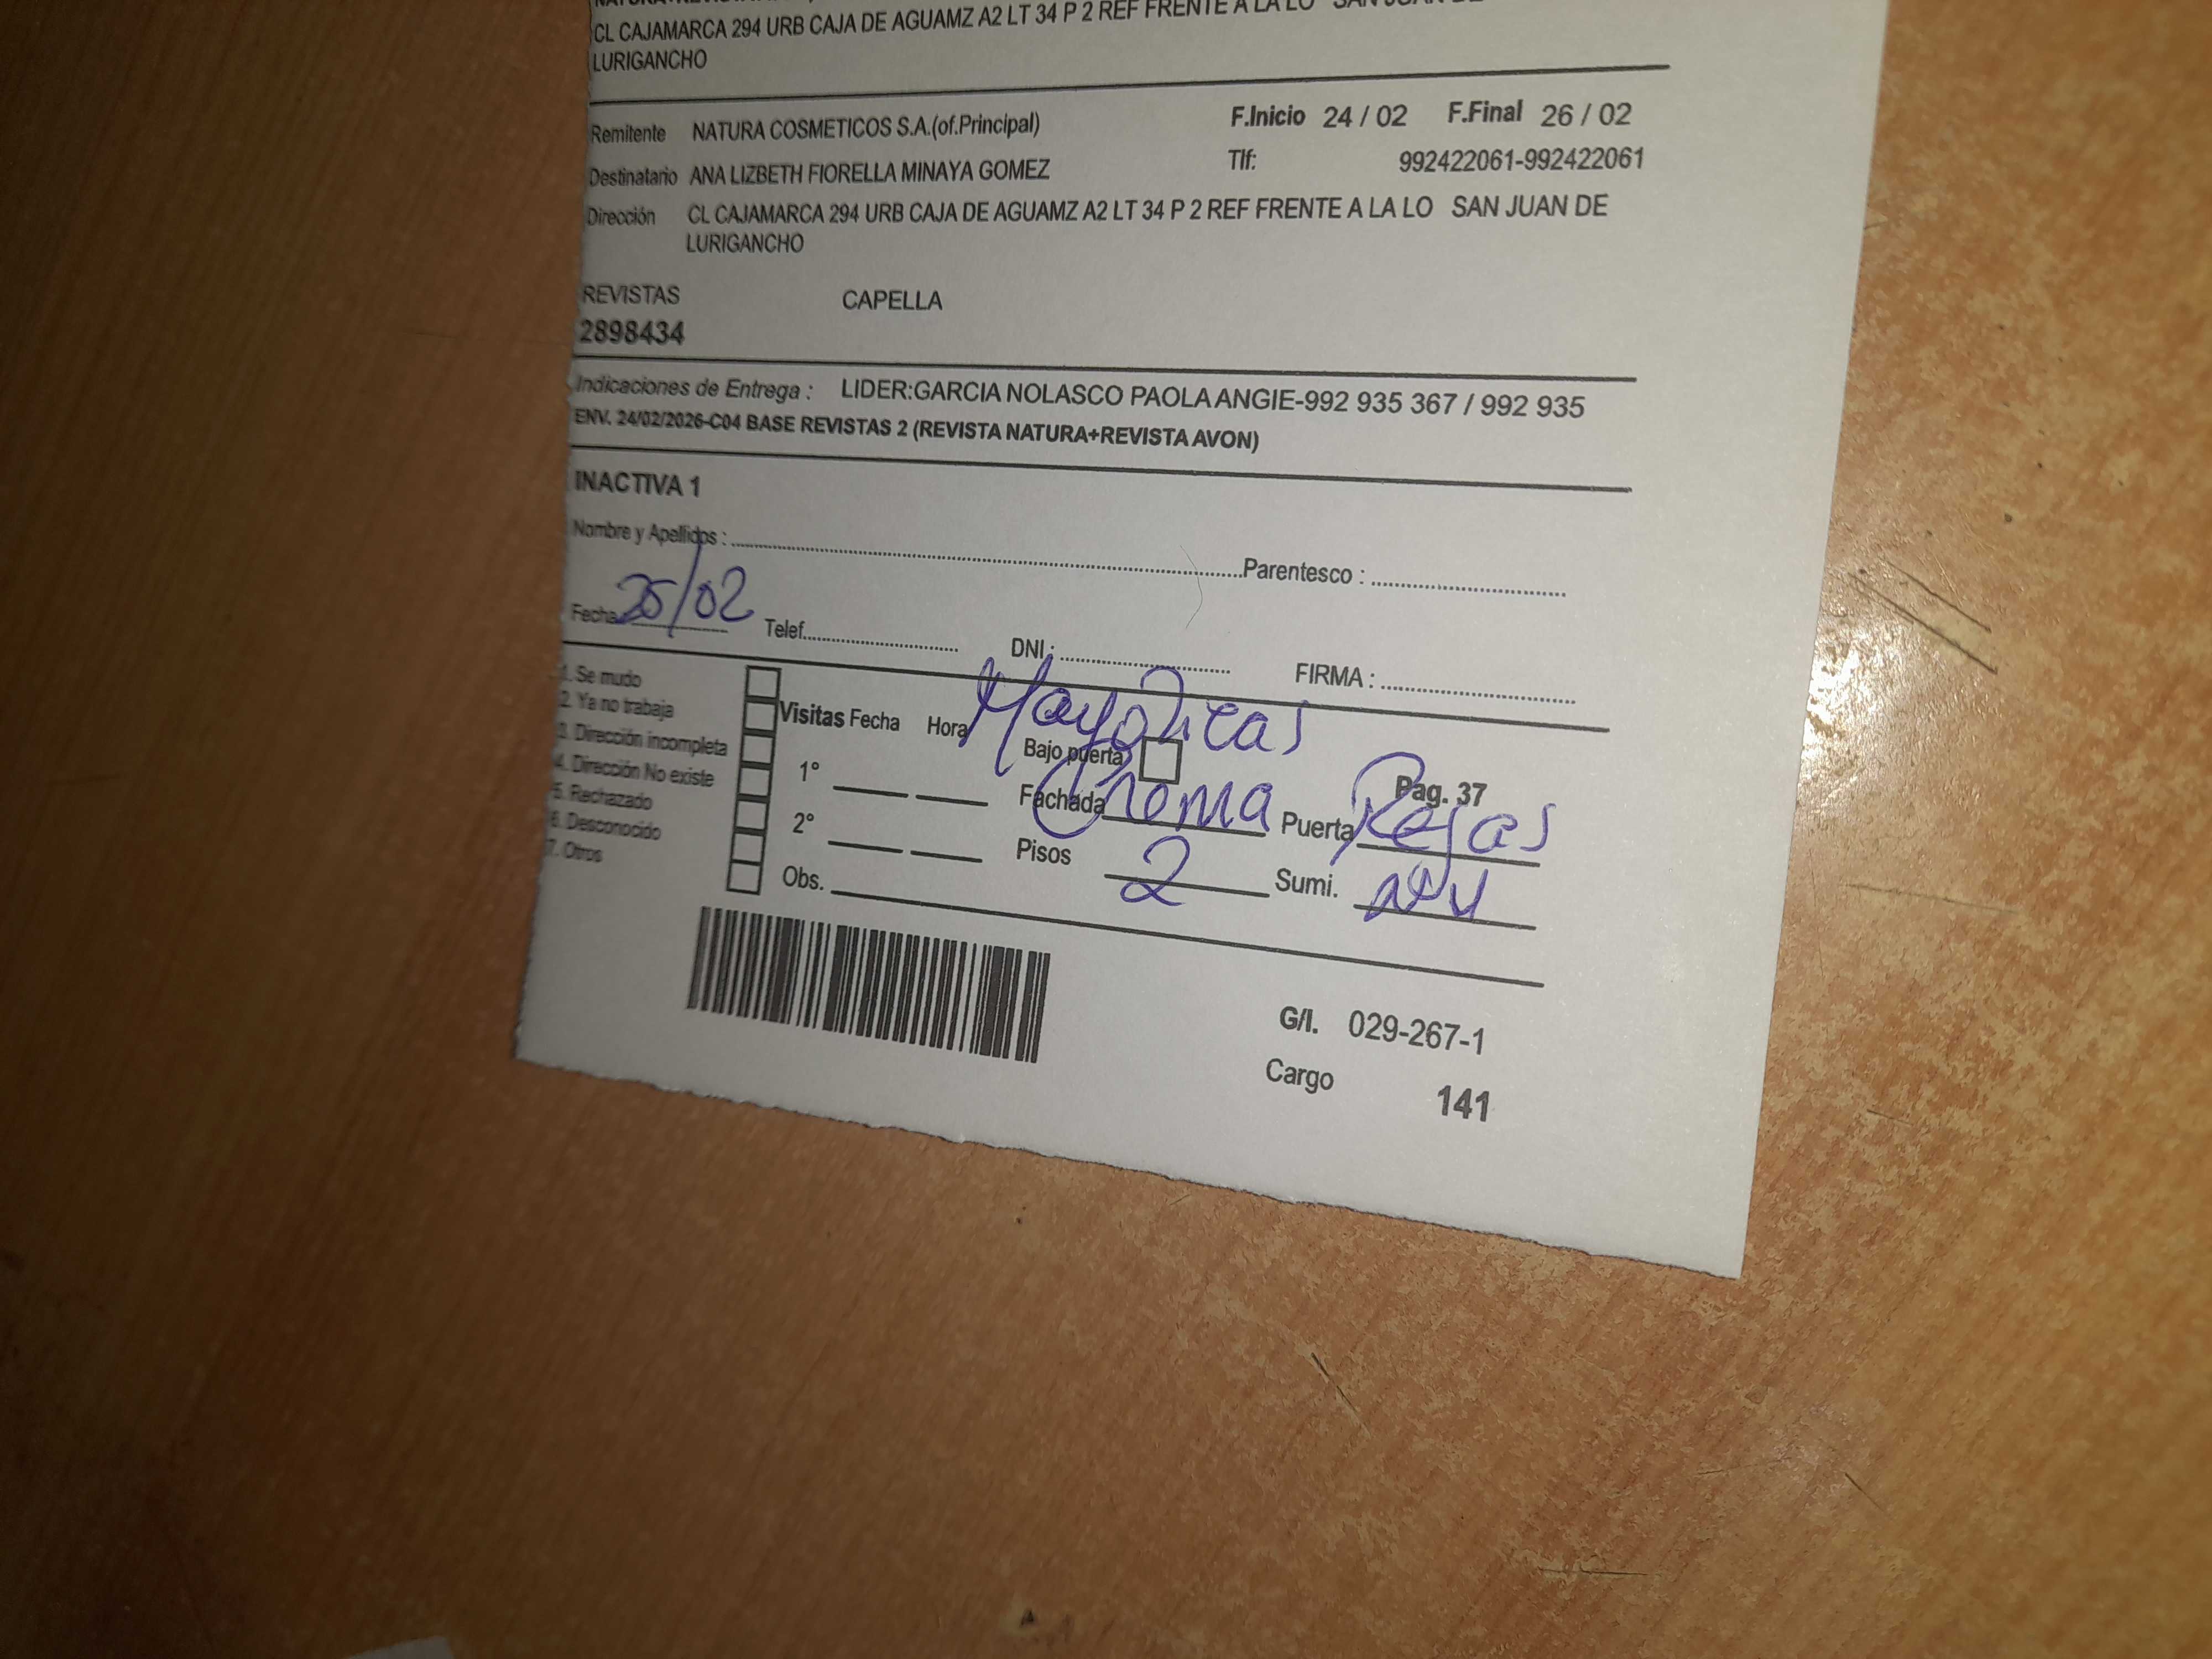 CL CAJAMARCA 294 URB CAJA DE AGUAMZ A2 LT 34 P 2 REF FRENTE A LA LO SAN JUAN DE
LURIGANCHO
Remitente NATURA COSMETICOS S.A.(of.Principal) F.Inicio 24 / 02 F.Final 26 / 02
Destinatario ANA LIZBETH FIORELLA MINAYA GOMEZ Tlf: 992422061-992422061
Dirección CL CAJAMARCA 294 URB CAJA DE AGUAMZ A2 LT 34 P 2 REF FRENTE A LA LO SAN JUAN DE
LURIGANCHO
REVISTAS CAPELLA
2898434
Indicaciones de Entrega : LIDER:GARCIA NOLASCO PAOLA ANGIE-992 935 367 / 992 935
ENV. 24/02/2026-C04 BASE REVISTAS 2 (REVISTA NATURA+REVISTA AVON)
INACTIVA 1
Nombre y Apellidos : Parentesco :
Fecha 25/02 Telef. DNI : FIRMA :
1. Se mudo
2. Ya no trabaja
3. Dirección incompleta
4. Dirección No existe
5. Rechazado
6. Desconocido
7. Otros
Visitas Fecha Hora Mayolicas
Bajo puerta Pag. 37
1° Fachada Crema Puerta Rejas
2° Pisos 2 Sumi.
Obs.
G/I. 029-267-1
Cargo 141